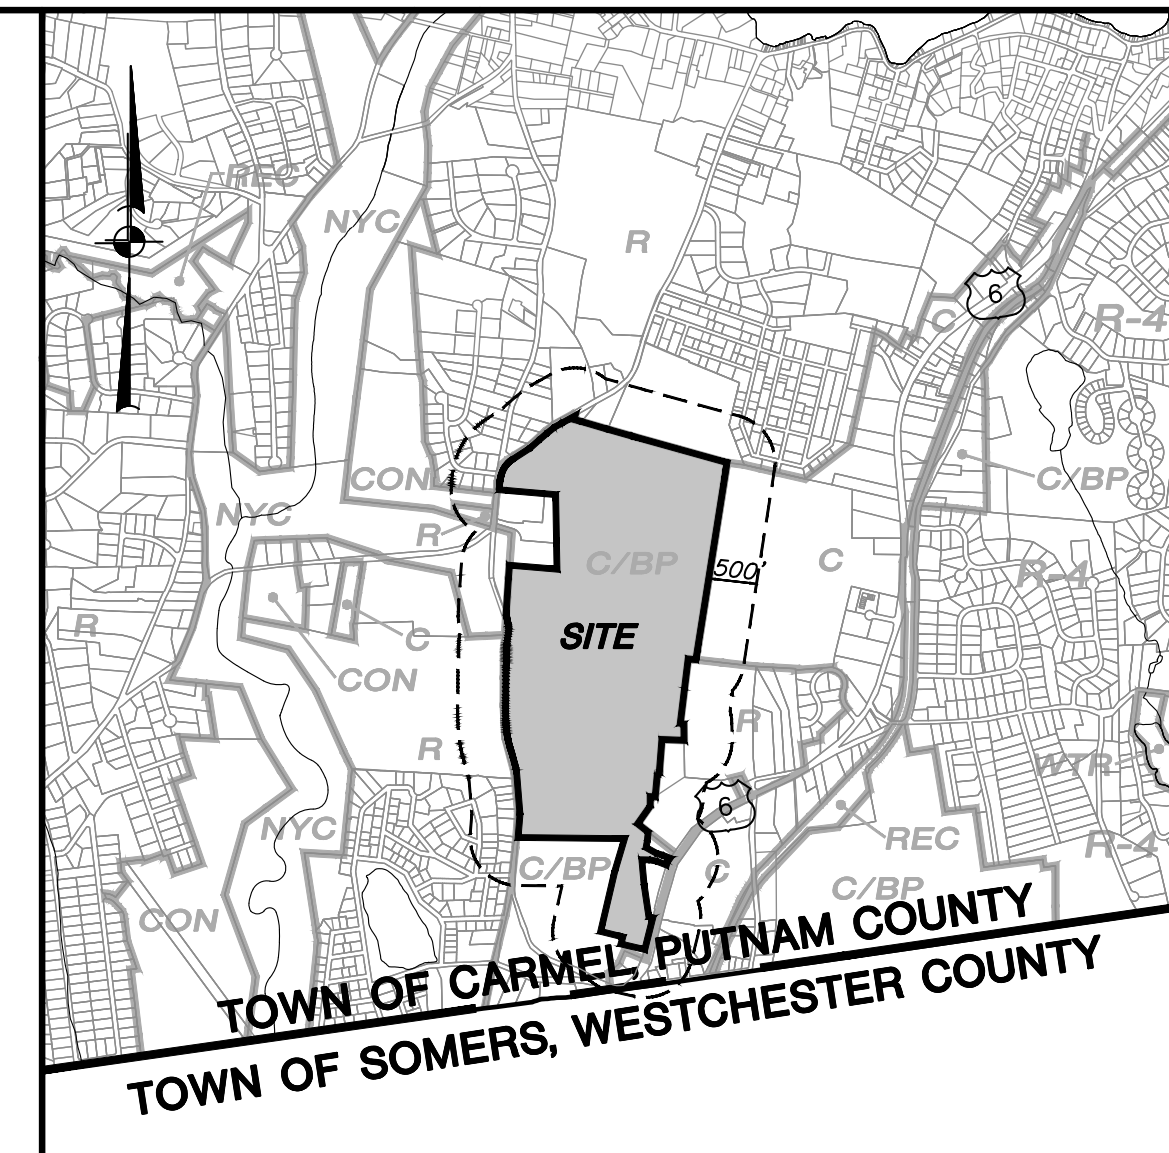 REC
NYC
R
6
C
R-4
C/BP
CON
NYC
R
C/BP
500'
C
R-4
SITE
R
C
CON
R
R
WTR
6
NYC
REC
R-4
C/BP
C
C/BP
CON
TOWN OF CARMEL, PUTNAM COUNTY
TOWN OF SOMERS, WESTCHESTER COUNTY